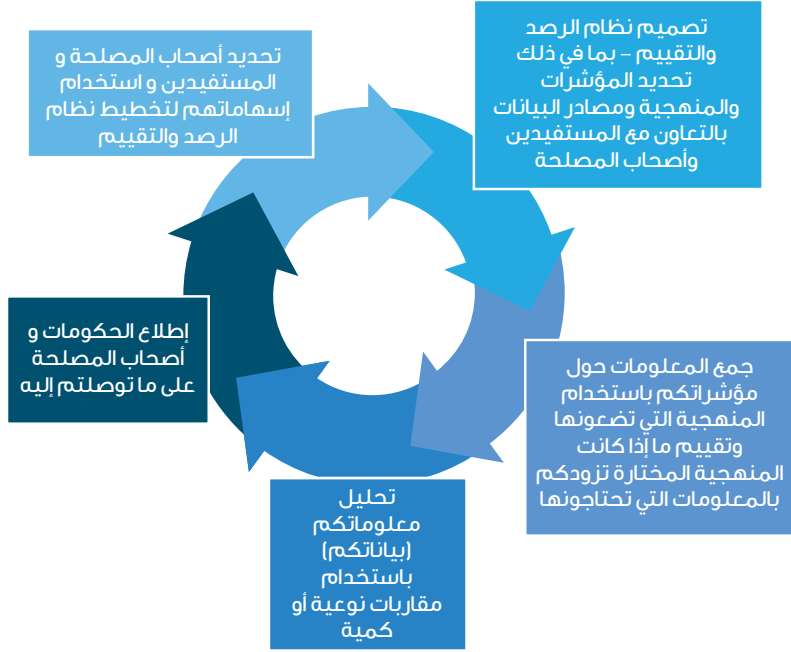 تحديد أصحاب المصلحة و
المستفيدين و استخدام
إسهاماتهم لتخطيط نظام
الرصد والتقييم
تصميم نظام الرصد
والتقييم – بما في ذلك
تحديد المؤشرات
والمنهجية ومصادر البيانات
بالتعاون مع المستفيدين
وأصحاب المصلحة
جمع المعلومات حول
مؤشراتكم باستخدام
المنهجية التي تضعونها
وتقييم ما إذا كانت
المنهجية المختارة تزودكم
بالمعلومات التي تحتاجونها
تحليل
معلوماتكم
(بياناتكم)
باستخدام
مقاربات نوعية أو
كمية
إطلاع الحكومات و
أصحاب المصلحة
على ما توصلتم إليه